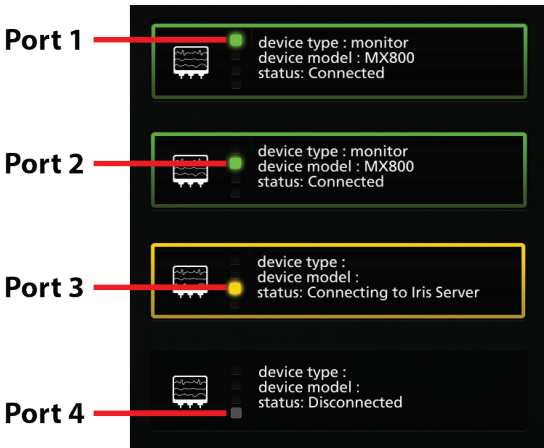 Port 1
device type : monitor
device model : MX800
status: Connected
Port 2
device type : monitor
device model : MX800
status: Connected
Port 3
device type :
device model :
status: Connecting to Iris Server
Port 4
device type :
device model :
status: Disconnected